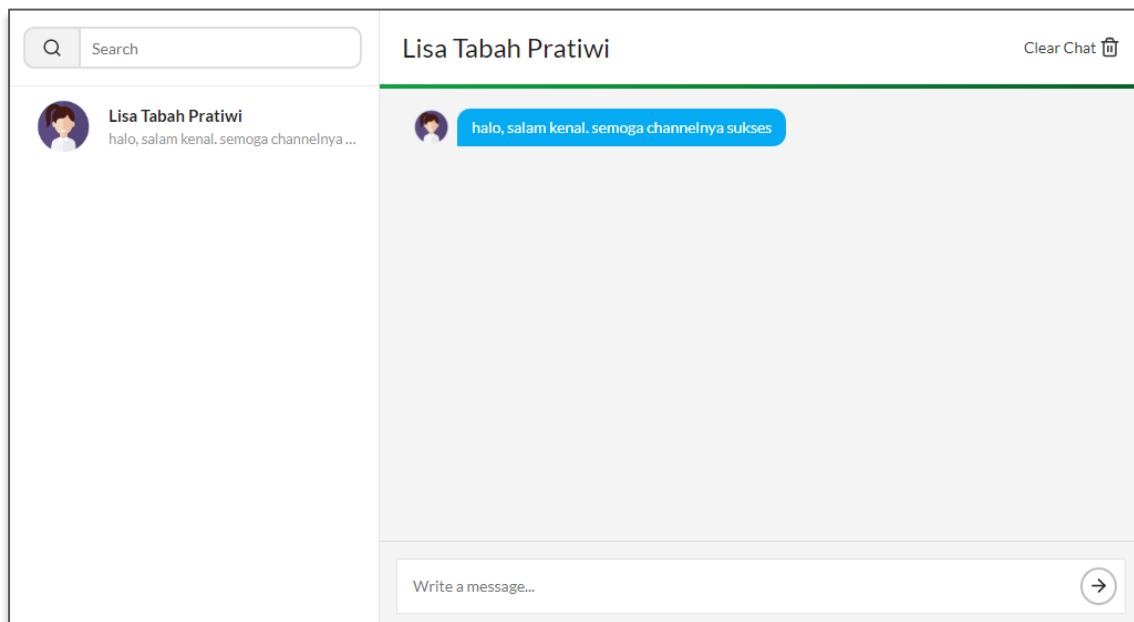 Search
Lisa Tabah Pratiwi
halo, salam kenal. semoga channelnya ...
Lisa Tabah Pratiwi
Clear Chat
halo, salam kenal. semoga channelnya sukses
Write a message...